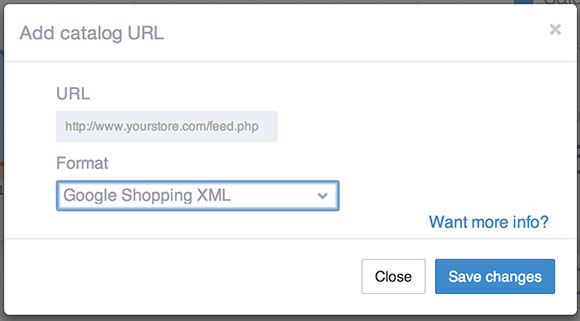 Add catalog URL
×
URL
http://www.yourstore.com/feed.php
Format
Google Shopping XML
Want more info?
Close
Save changes